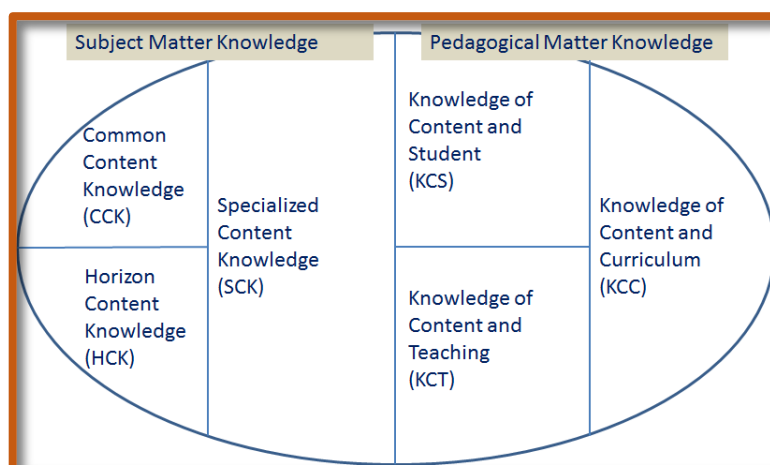 Subject Matter Knowledge
Pedagogical Matter Knowledge
Common
Content
Knowledge
(CCK)
Horizon
Content
Knowledge
(HCK)
Specialized
Content
Knowledge
(SCK)
Knowledge of
Content and
Student
(KCS)
Knowledge of
Content and
Teaching
(KCT)
Knowledge of
Content and
Curriculum
(KCC)